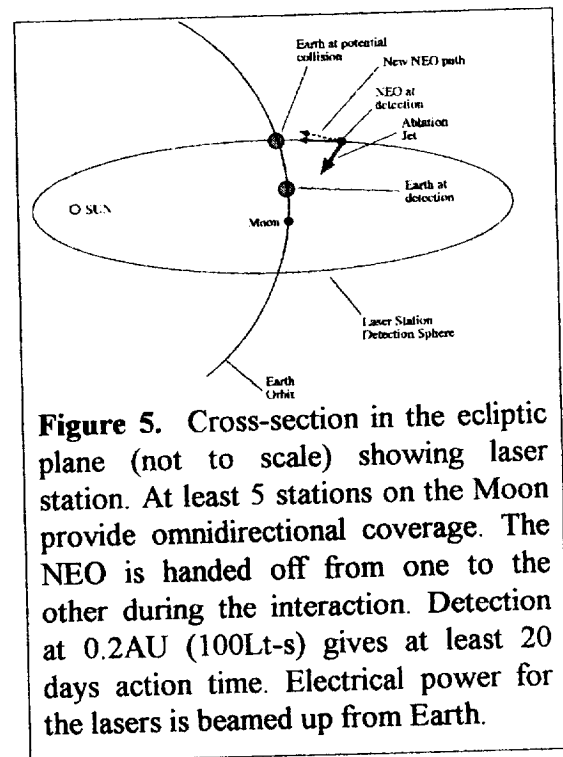 Earth at potential
collision
New NEO path
NEO at
detection
Ablation
Jet
Earth at
detection
SUN
Moon
Laser Station
Detection Sphere
Earth
Orbit
Figure 5. Cross-section in the ecliptic
plane (not to scale) showing laser
station. At least 5 stations on the Moon
provide omnidirectional coverage. The
NEO is handed off from one to the
other during the interaction. Detection
at 0.2AU (100Lt-s) gives at least 20
days action time. Electrical power for
the lasers is beamed up from Earth.